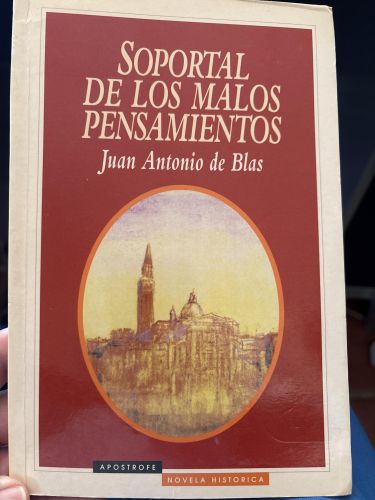 SOPORTAL
DE LOS MALOS
PENSAMIENTOS
Juan Antonio de Blas
APOSTROFE
NOVELA HISTORICA